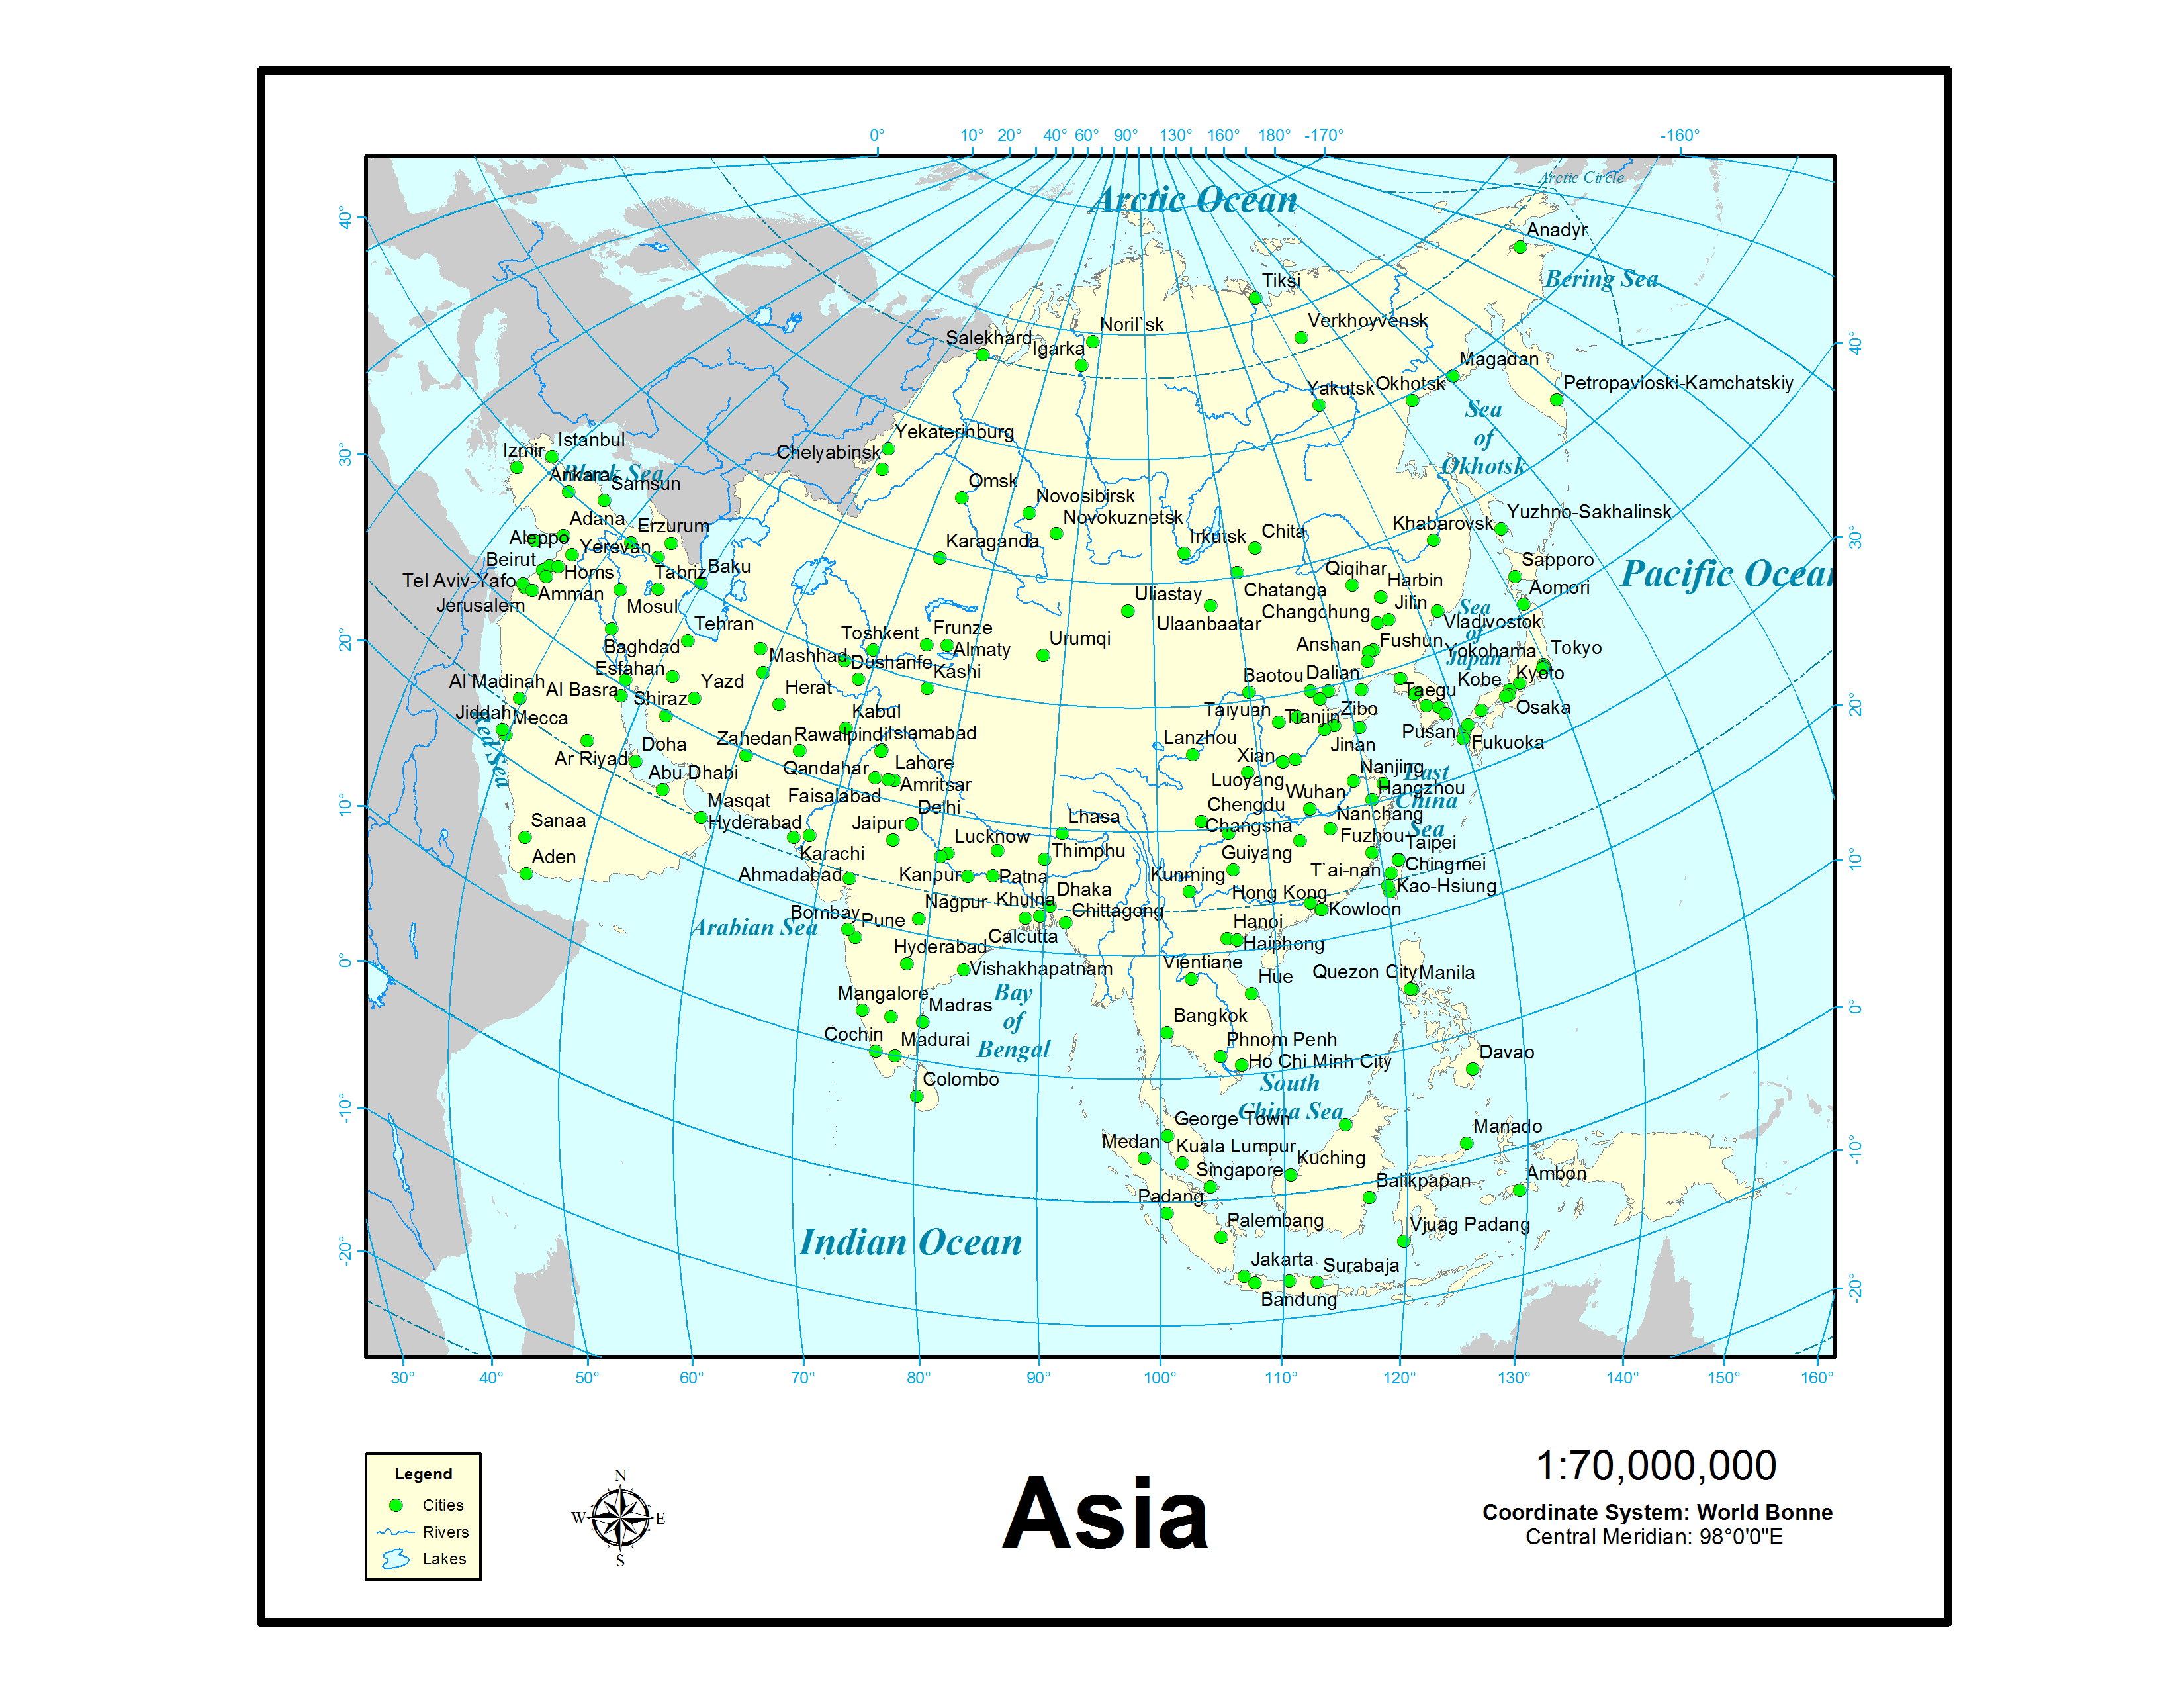 0° 10° 20° 40° 60° 90° 130° 160° 180° -170° -160°
Arctic Circle
Arctic Ocean
40°
Anadyr
Bering Sea
Tiksi
Noril`sk
Verkhoyvensk
Salekhard
Igarka
40°
Magadan
Yakutsk
Okhotsk
Petropavloski-Kamchatskiy
Sea
of
Okhotsk
30°
Istanbul
Izmir
Black Sea
Ankara
Samsun
Yekaterinburg
Chelyabinsk
Omsk
Novosibirsk
Novokuznetsk
Adana
Erzurum
Aleppo
Yerevan
Karaganda
Irkutsk
Chita
Khabarovsk
Yuzhno-Sakhalinsk
30°
Beirut
Homs
Tabriz
Baku
Tel Aviv-Yafo
Amman
Jerusalem
Mosul
Sapporo
Pacific Ocean
Aomori
Qiqihar
Harbin
Uliastay
Chatanga
Changchung
Jilin
Ulaanbaatar
Sea
of
Japan
Vladivostok
20°
Tehran
Baghdad
Toshkent
Frunze
Almaty
Urumqi
Anshan
Fushun
Yokohama
Tokyo
Mashhad
Dushanfe
Kashi
Esfahan
Yazd
Herat
Baotou
Dalian
Kobe
Kyoto
Al Madinah
Al Basra
Shiraz
Taegu
20°
Jiddah
Mecca
Red Sea
Kabul
Taiyuan
Tianjin
Zibo
Osaka
Zahedan
Rawalpindi
Islamabad
Pusan
Fukuoka
Doha
Ar Riyad
Lanzhou
Xian
Jinan
Abu Dhabi
Qandahar
Lahore
Amritsar
Luoyang
Nanjing
East
China
Sea
10°
Masqat
Faisalabad
Delhi
Hangzhou
Wuhan
Chengdu
Hyderabad
Sanaa
Jaipur
Lucknow
Lhasa
Changsha
Nanchang
Fuzhou
Taipei
Karachi
Thimphu
Guiyang
Aden
Ahmadabad
Kanpur
Patna
Kunming
T`ai-nan
Chingmei
10°
Dhaka
Hong Kong
Kao-Hsiung
Nagpur
Khulna
Chittagong
Kowloon
Bombay
Pune
Arabian Sea
Calcutta
Hanoi
Haiphong
Hyderabad
Vishakhapatnam
Vientiane
Hue
Quezon City
Manila
0°
Mangalore
Madras
Bay
of
Bengal
Bangkok
0°
Cochin
Madurai
Phnom Penh
Ho Chi Minh City
Davao
Colombo
South
China Sea
-10°
George Town
Medan
Kuala Lumpur
Kuching
Manado
-10°
Singapore
Padang
Balikpapan
Ambon
Palembang
Vjuag Padang
Indian Ocean
-20°
Jakarta
Surabaja
Bandung
-20°
30° 40° 50° 60° 70° 80° 90° 100° 110° 120° 130° 140° 150° 160°
Legend
Cities
Rivers
Lakes
N
W E
S
Asia
1:70,000,000
Coordinate System: World Bonne
Central Meridian: 98°0'0"E